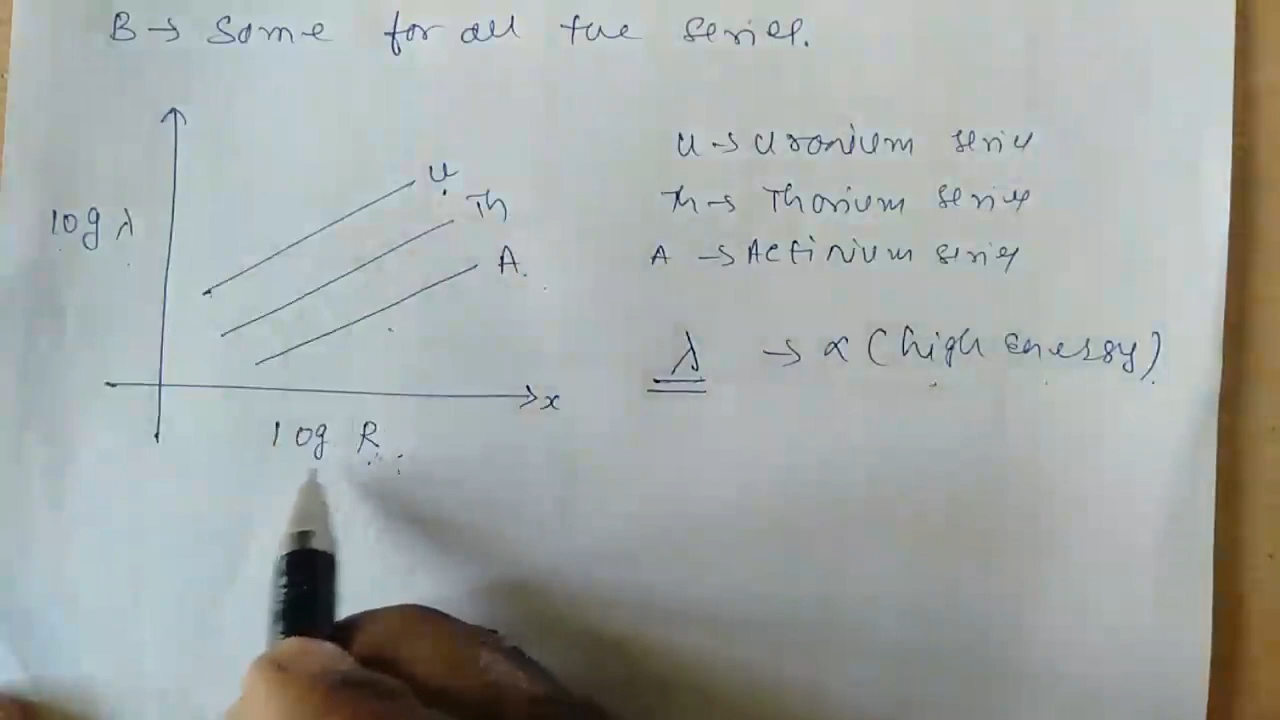 B → Same for all the series.
U → Uranium series
U
Th
Th → Thorium series
log λ
A → Actinium series
A.
λ → α (high energy)
x
log R